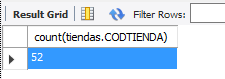 Result Grid Filter Rows:
count(tiendas.CODTIENDA)
52